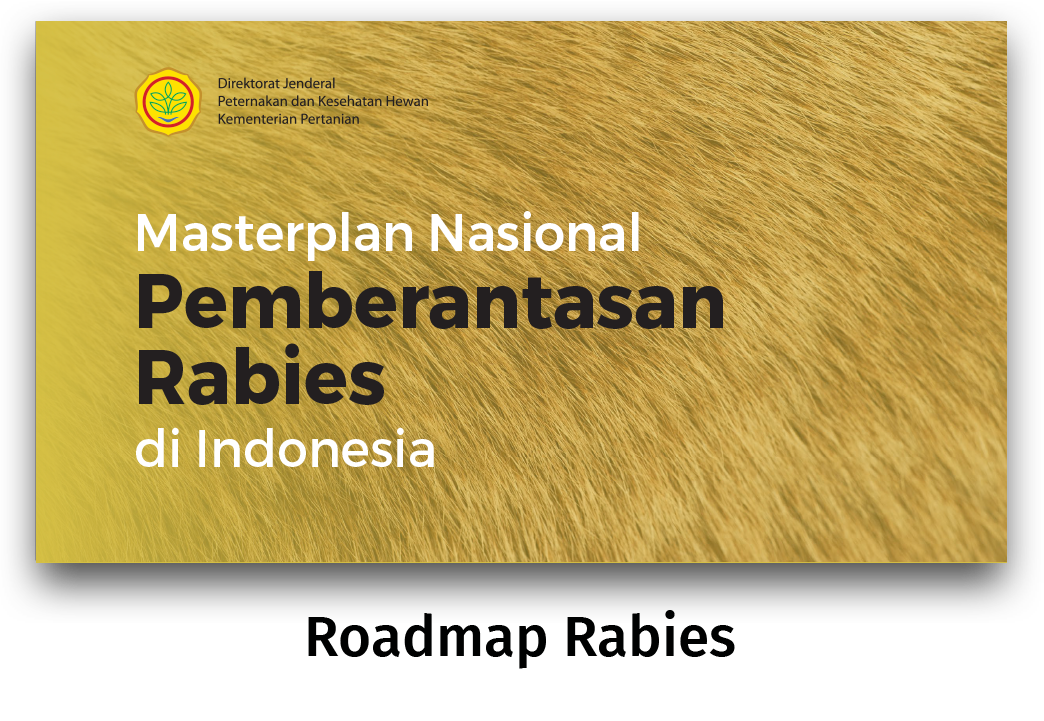 Direktorat Jenderal
Peternakan dan Kesehatan Hewan
Kementerian Pertanian
Masterplan Nasional
Pemberantasan
Rabies
di Indonesia
Roadmap Rabies